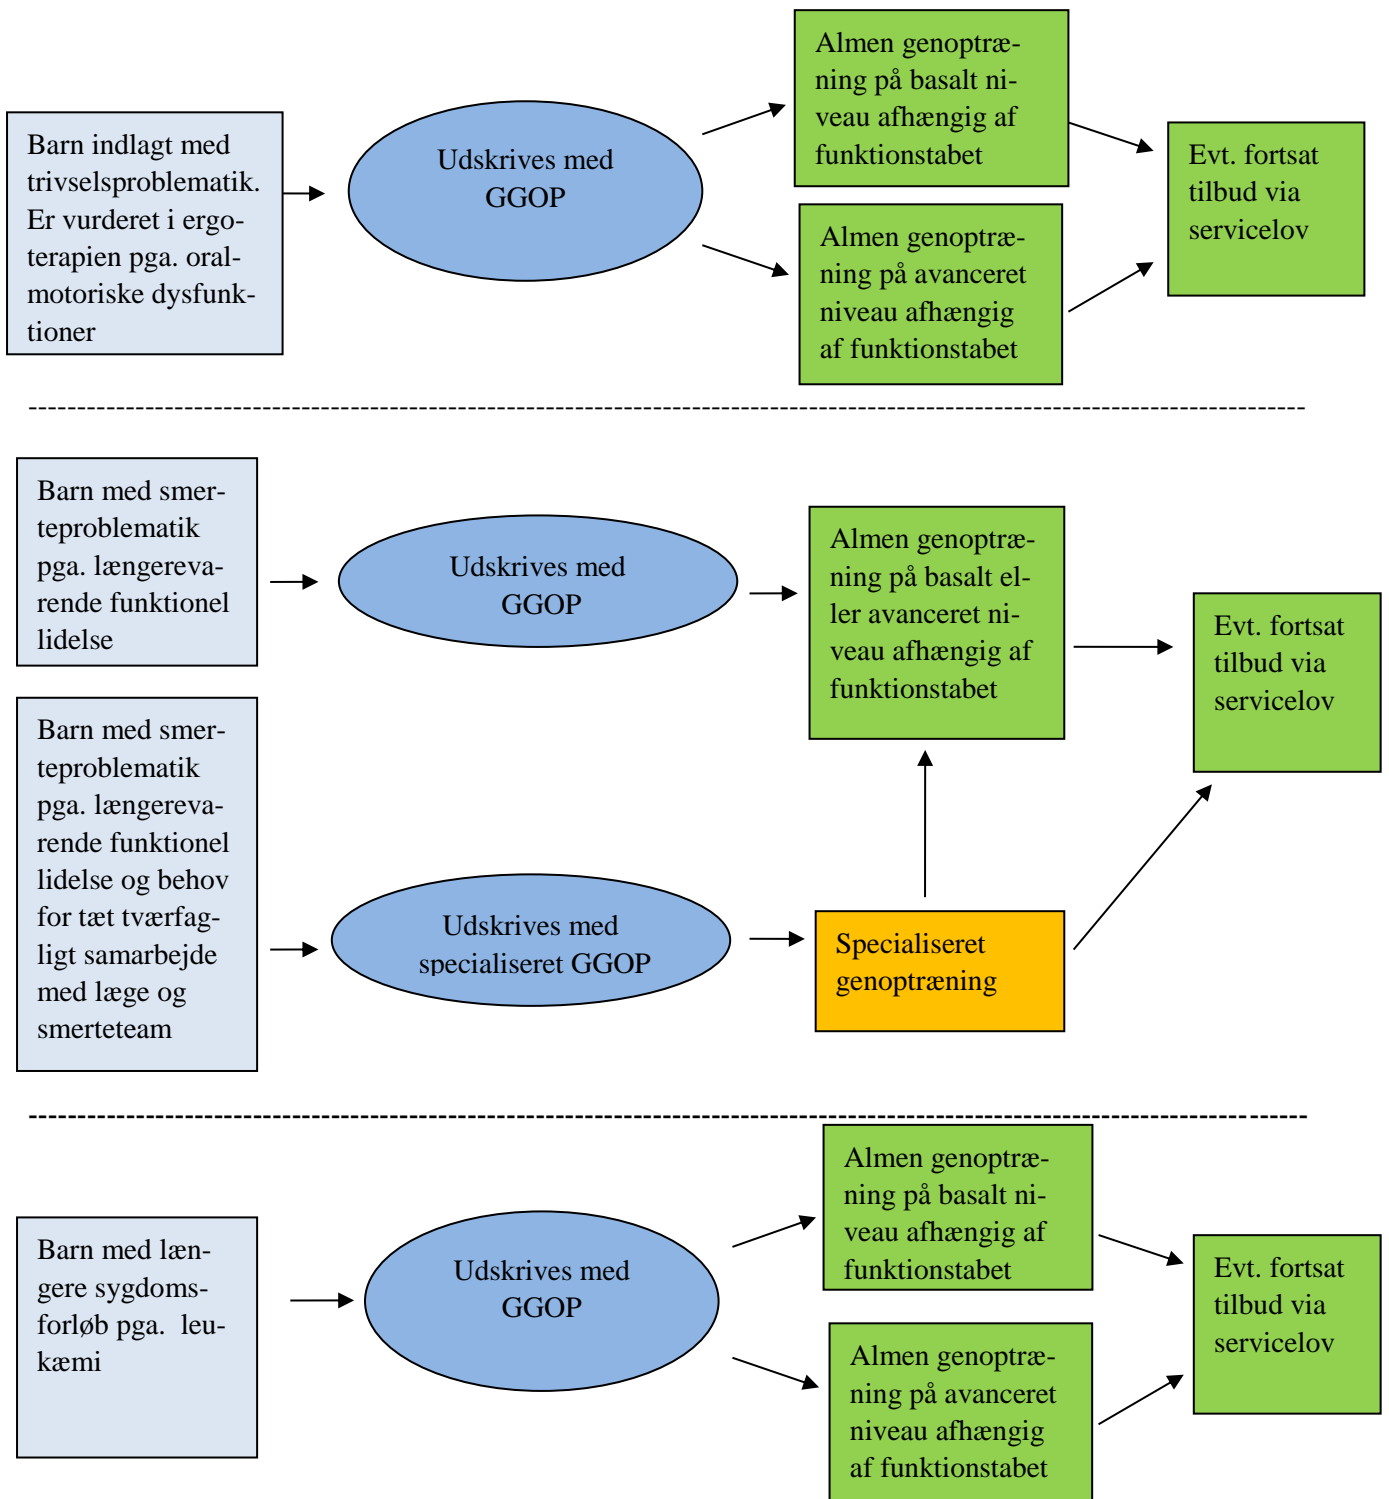 Barn indlagt med
trivselsproblematik.
Er vurderet i ergo-
terapien pga. oral-
motoriske dysfunk-
tioner
Udskrives med
GGOP
Almen genoptræ-
ning på basalt ni-
veau afhængig af
funktionstabet
Almen genoptræ-
ning på avanceret
niveau afhængig
af funktionstabet
Evt. fortsat
tilbud via
servicelov
Barn med smer-
teproblematik
pga. længereva-
rende funktionel
lidelse
Udskrives med
GGOP
Almen genoptræ-
ning på basalt el-
ler avanceret ni-
veau afhængig af
funktionstabet
Evt. fortsat
tilbud via
servicelov
Barn med smer-
teproblematik
pga. længereva-
rende funktionel
lidelse og behov
for tæt tværfag-
ligt samarbejde
med læge og
smerteteam
Udskrives med
specialiseret GGOP
Specialiseret
genoptræning
Barn med læn-
gere sygdoms-
forløb pga.  leu-
kæmi
Udskrives med
GGOP
Almen genoptræ-
ning på basalt ni-
veau afhængig af
funktionstabet
Almen genoptræ-
ning på avanceret
niveau afhængig
af funktionstabet
Evt. fortsat
tilbud via
servicelov